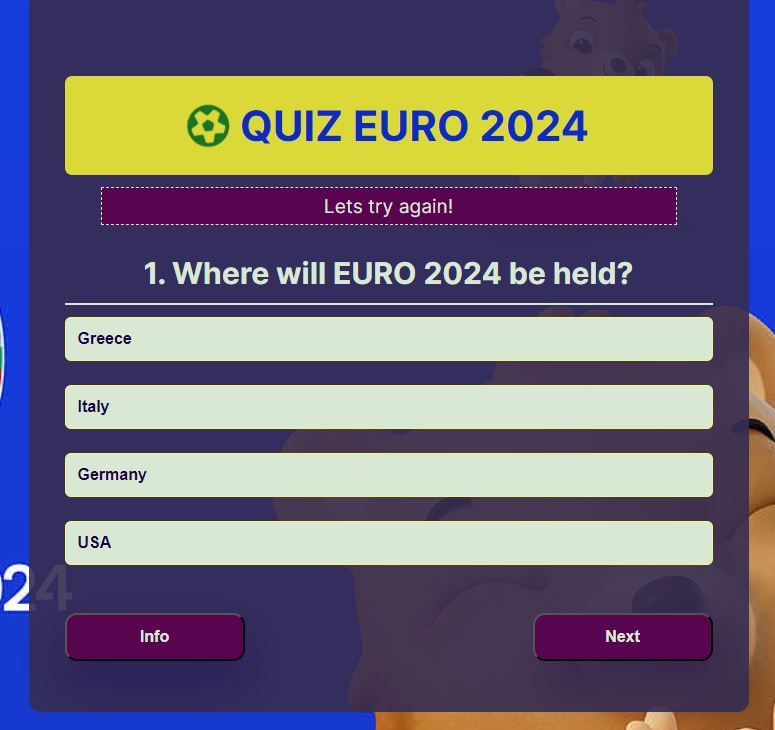 QUIZ EURO 2024
Lets try again!
1. Where will EURO 2024 be held?
Greece
Italy
Germany
USA
24
Info
Next